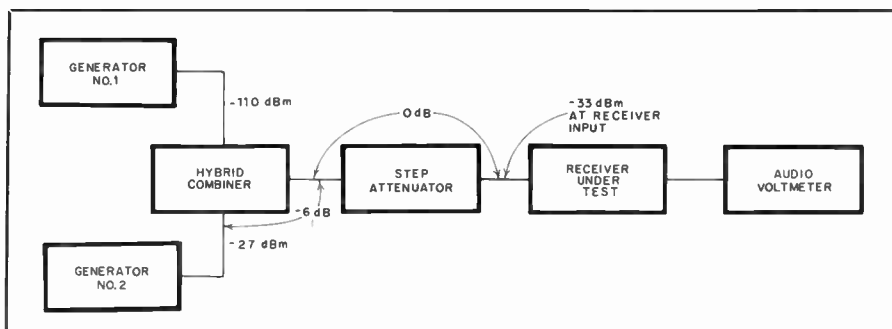 GENERATOR
NO.1
-110 dBm
0 dB
-33 dBm
AT RECEIVER
INPUT
HYBRID
COMBINER
STEP
ATTENUATOR
RECEIVER
UNDER
TEST
AUDIO
VOLTMETER
-6 dB
-27 dBm
GENERATOR
NO.2